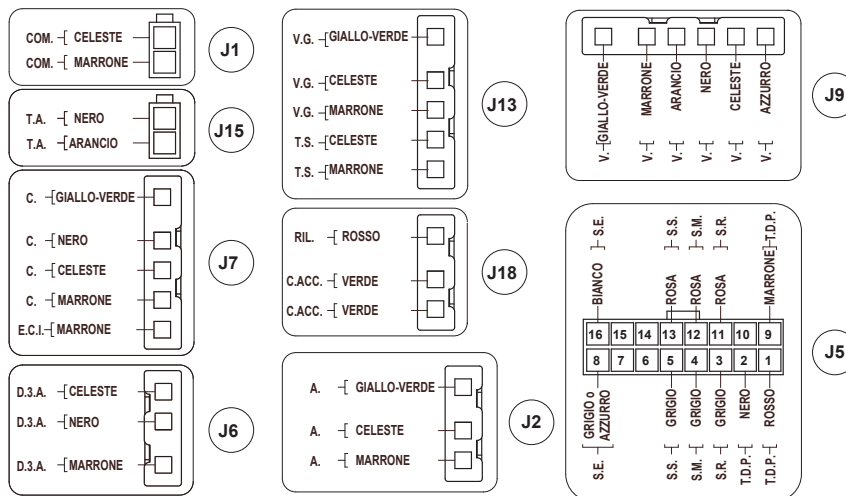 COM. CELESTE
COM. MARRONE
J1
T.A. NERO
T.A. ARANCIO
J15
C. GIALLO-VERDE
C. NERO
C. CELESTE
C. MARRONE
E.C.I. MARRONE
J7
D.3.A. CELESTE
D.3.A. NERO
D.3.A. MARRONE
J6
V.G. GIALLO-VERDE
V.G. CELESTE
V.G. MARRONE
T.S. CELESTE
T.S. MARRONE
J13
RIL. ROSSO
C.ACC. VERDE
C.ACC. VERDE
J18
A. GIALLO-VERDE
A. CELESTE
A. MARRONE
J2
V. GIALLO-VERDE
V. MARRONE
V. ARANCIO
V. NERO
V. CELESTE
V. AZZURRO
J9
BIANCO S.E.
ROSA S.S.
ROSA S.M.
ROSA S.R.
MARRONE T.D.P.
16 15 14 13 12 11 10 9
8 7 6 5 4 3 2 1
S.E. GRIGIO o
AZZURRO
S.S. GRIGIO
S.M. GRIGIO
S.R. GRIGIO
T.D.P. NERO
T.D.P. ROSSO
J5